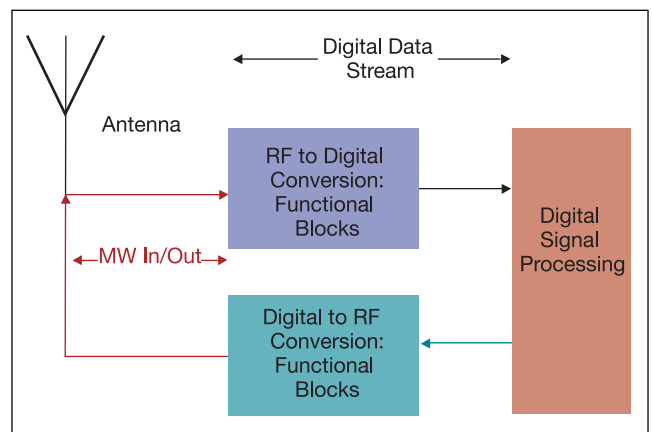 Digital Data
Stream
Antenna
RF to Digital
Conversion:
Functional
Blocks
Digital
Signal
Processing
MW In/Out
Digital to RF
Conversion:
Functional
Blocks